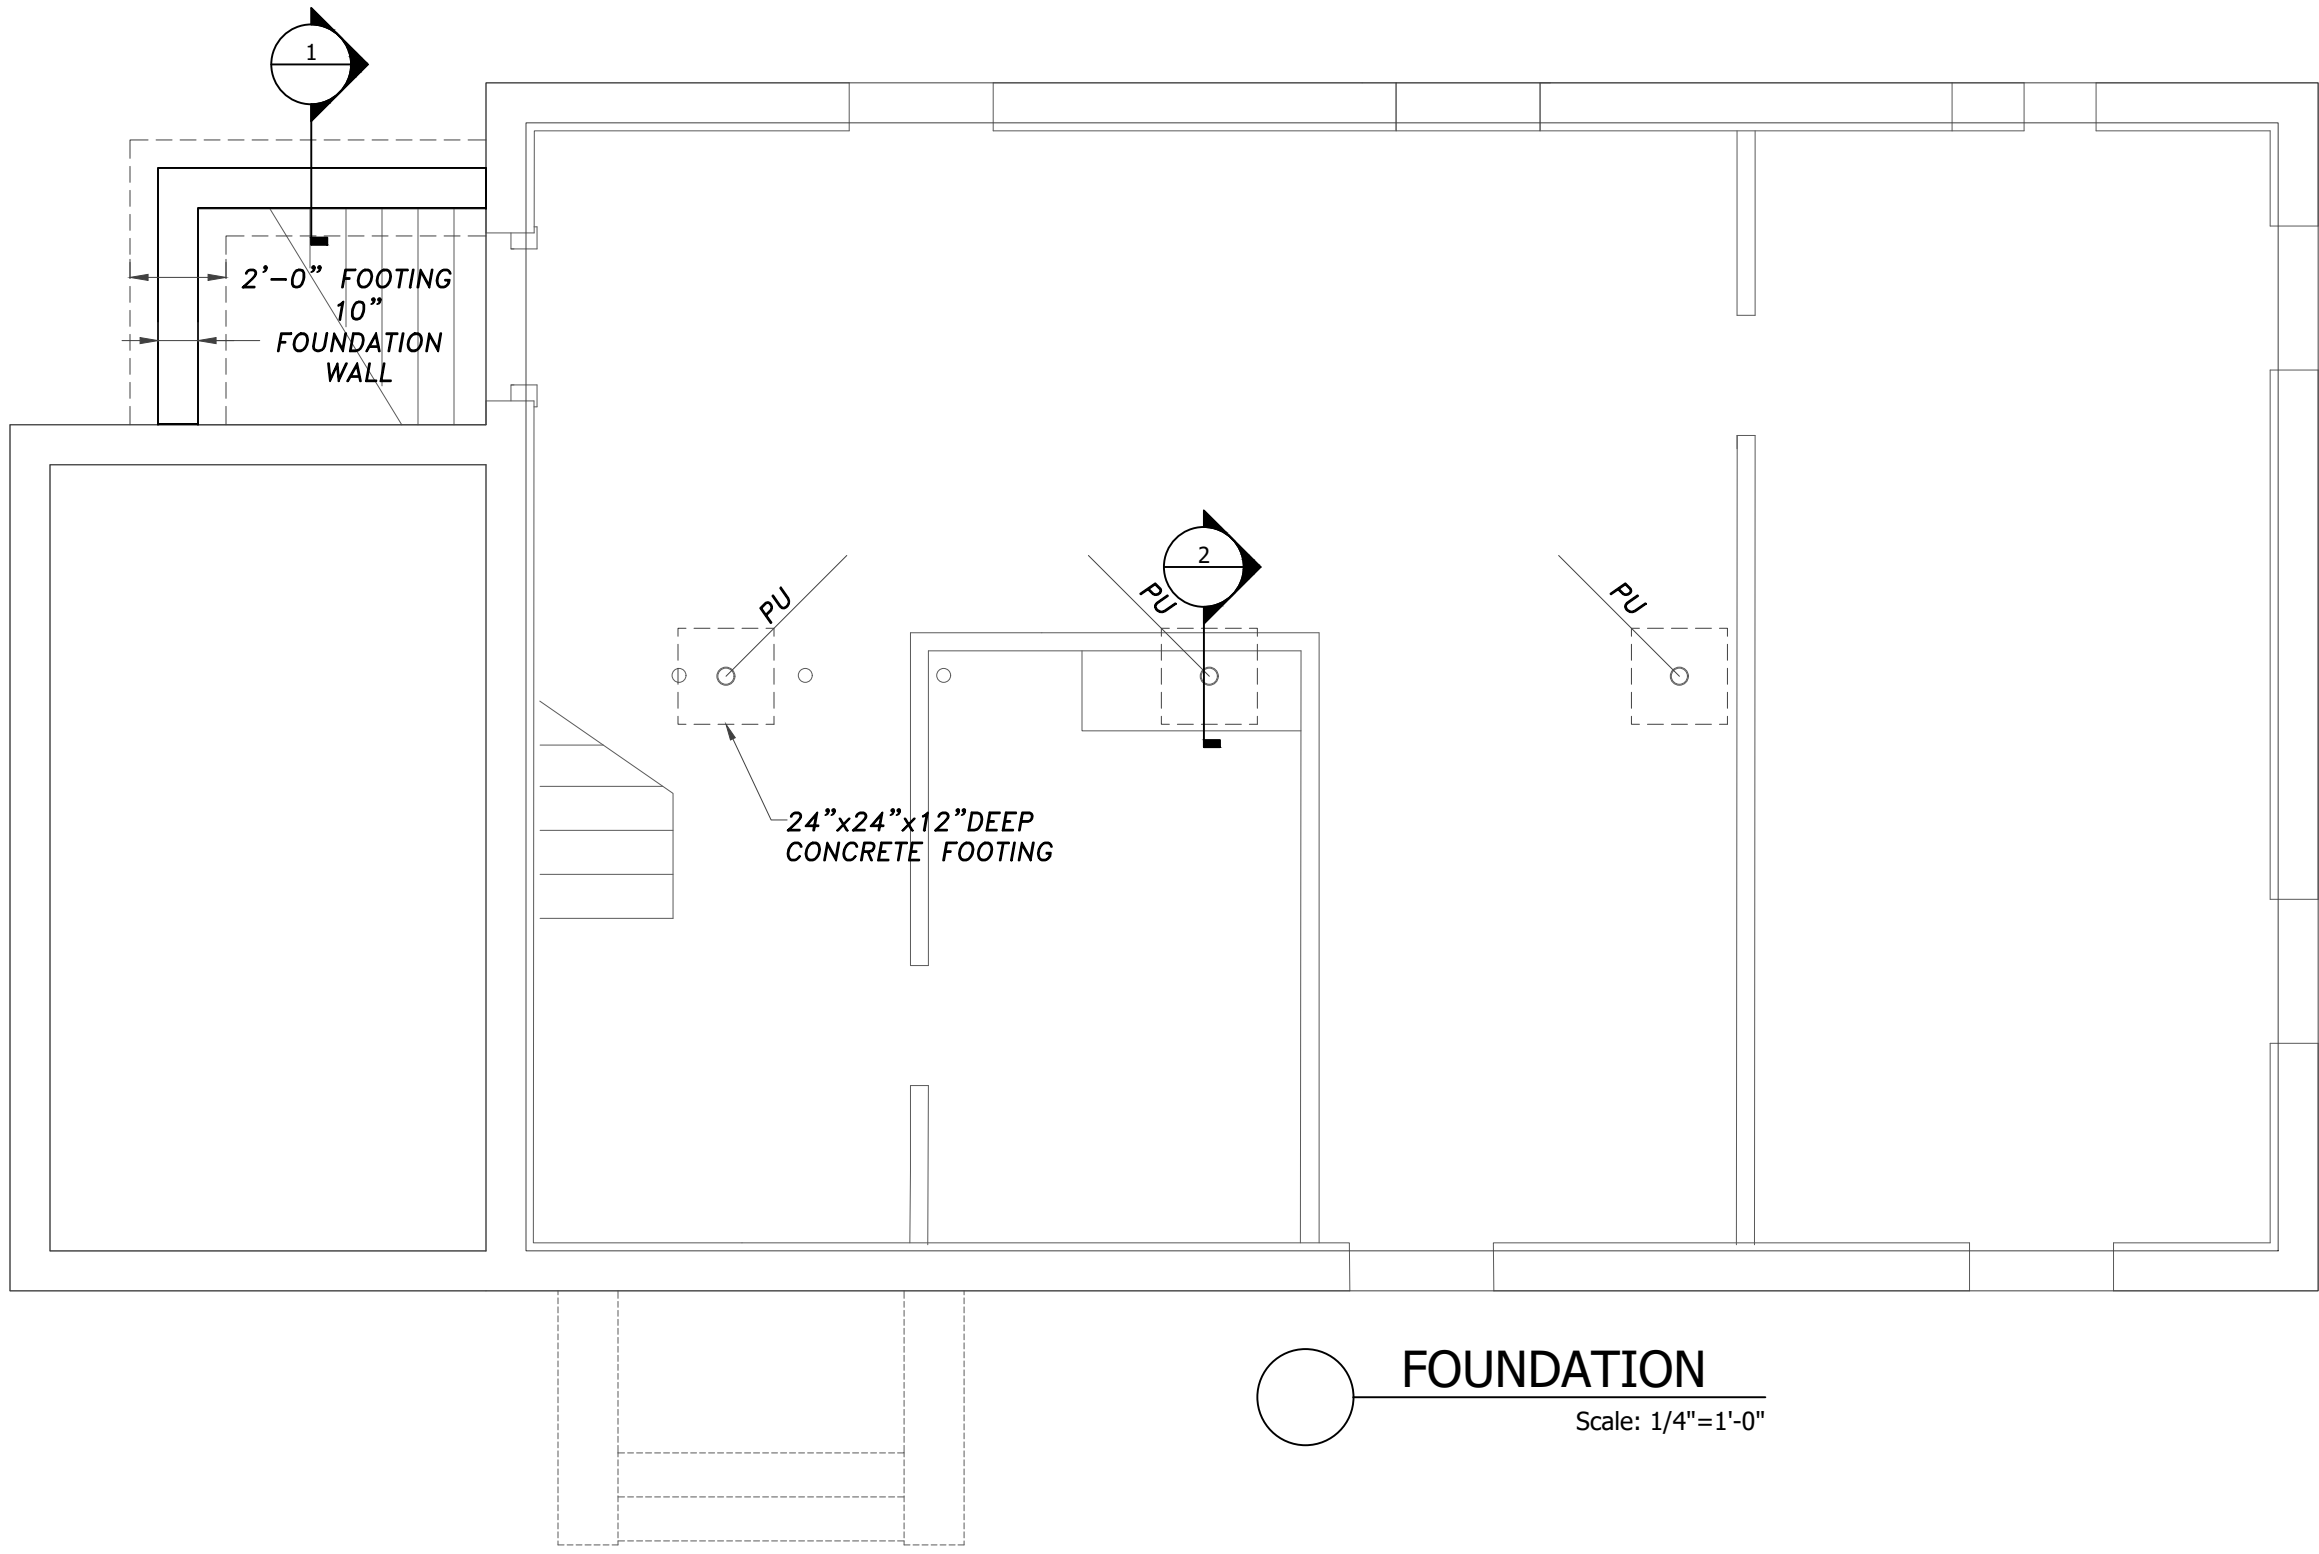 1
2'-0" FOOTING
10"
FOUNDATION
WALL
2
PU
PU
PU
24"x24"x12"DEEP
CONCRETE FOOTING
FOUNDATION
Scale: 1/4"=1'-0"